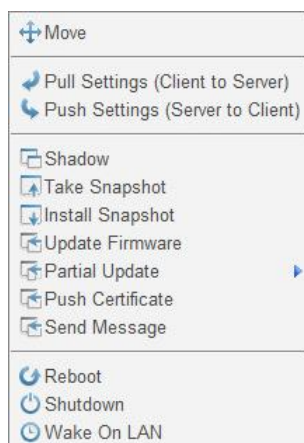 Move
Pull Settings (Client to Server)
Push Settings (Server to Client)
Shadow
Take Snapshot
Install Snapshot
Update Firmware
Partial Update
Push Certificate
Send Message
Reboot
Shutdown
Wake On LAN